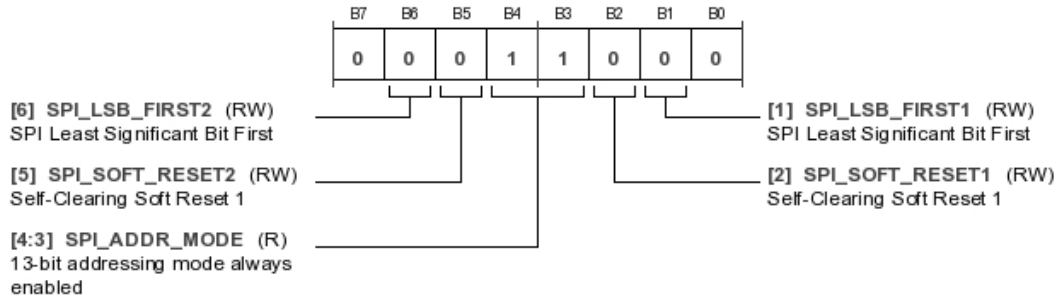 B7 B6 B5 B4 B3 B2 B1 B0
0 0 0 1 1 0 0 0
[6] SPI_LSB_FIRST2 (RW)
SPI Least Significant Bit First
[5] SPI_SOFT_RESET2 (RW)
Self-Clearing Soft Reset 1
[4:3] SPI_ADDR_MODE (R)
13-bit addressing mode always
enabled
[1] SPI_LSB_FIRST1 (RW)
SPI Least Significant Bit First
[2] SPI_SOFT_RESET1 (RW)
Self-Clearing Soft Reset 1